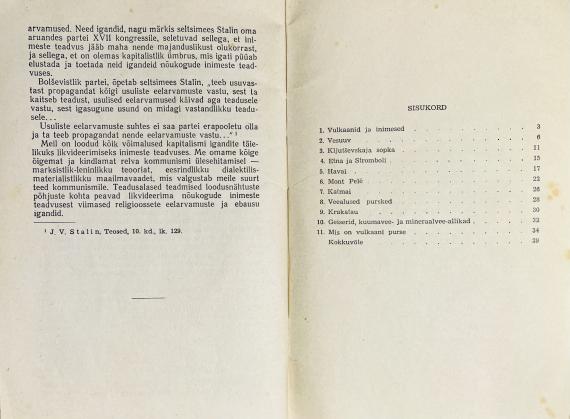 arvamused. Need igandid, nagu märkis seltsimees Stalin oma
aruandes partei XVII kongressile, seletuvad sellega, et ini-
meste teadvus jääb maha nende majanduslikust olukorrast,
ja sellega, et on olemas kapitalistlik ümbrus, mis igati püüab
elustada ja toetada neid igandeid nõukogude inimeste tead-
vuses.
Bolševistlik partei, õpetab seltsimees Stalin, „teeb usuvas-
tast propagandat kõigi usuliste eelarvamuste vastu, sest ta
kaitseb teadust, usulised eelarvamused käivad aga teadusele
vastu, sest igasugune usund on midagi vastandlikku teadu-
sele...
Usuliste eelarvamuste suhtes ei saa partei erapooletu olla
ja ta teeb propagandat nende eelarvamuste vastu...“ ¹
Meil on loodud kõik võimalused kapitalismi igandite täie-
likuks likvideerimiseks inimeste teadvuses. Me omame kõige
õigemat ja kindlamat relva kommunismi ülesehitamisel —
marksistlik-leninlikku teooriat, eesrindlikku dialektilis-
materialistlikku maailmavaadet, mis valgustab meile suurt
teed kommunismile. Teadusalased teadmised loodusnähtuste
põhjuste kohta peavad likvideerima nõukogude inimeste
teadvusest viimased religioossete eelarvamuste ja ebausu
igandid.
¹ J. V. Stalin, Teosed, 10. kd., lk. 129.
SISUKORD
1. Vulkaanid ja inimesed . . . . . . . . 3
2. Vesuuv . . . . . . . . 6
3. Kljutševskaja sopka . . . . . . . . 11
4. Etna ja Stromboli . . . . . . . . 15
5. Havai . . . . . . . . 17
6. Mont Pelé . . . . . . . . 22
7. Katmai . . . . . . . . 26
8. Veealused pursked . . . . . . . . 28
9. Krakatau . . . . . . . . 30
10. Geiserid, kuumavee- ja mineraalvee-allikad . . . . 32
11. Mis on vulkaani purse . . . . . . . . 34
Kokkuvõte . . . . . . . . 39